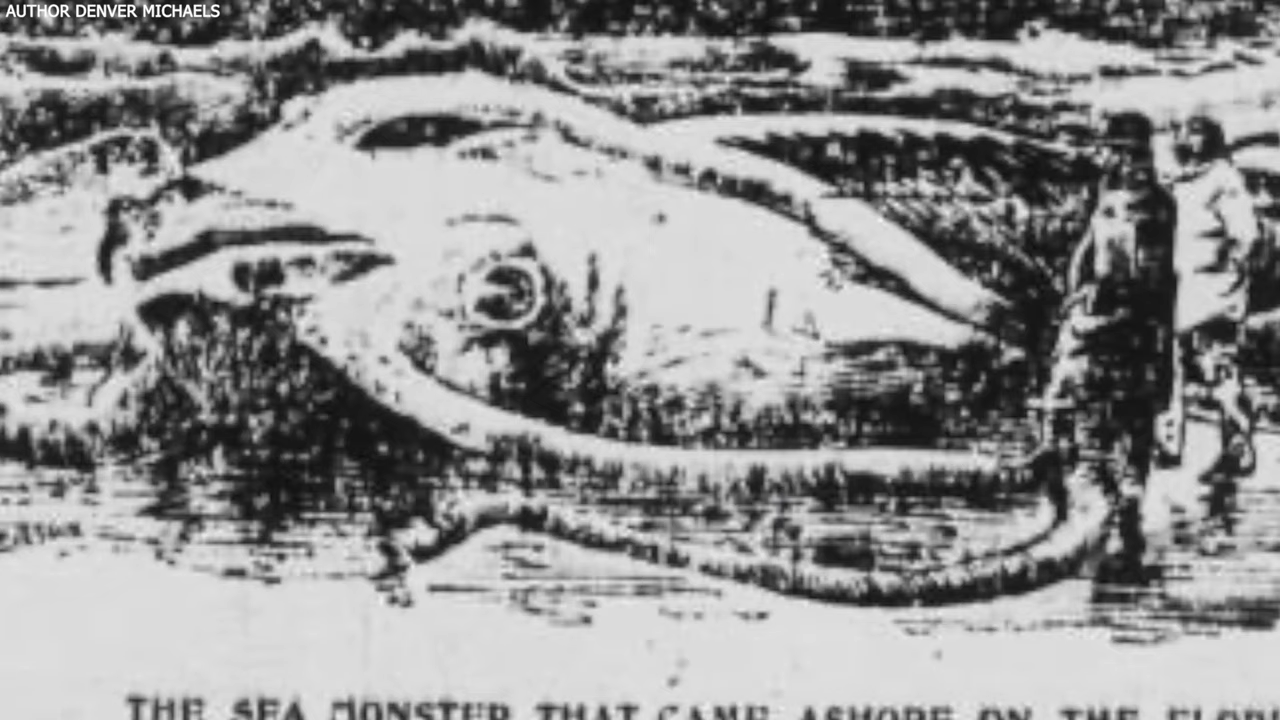 AUTHOR DENVER MICHAELS
THE SEA MONSTER THAT CAME ASHORE ON THE